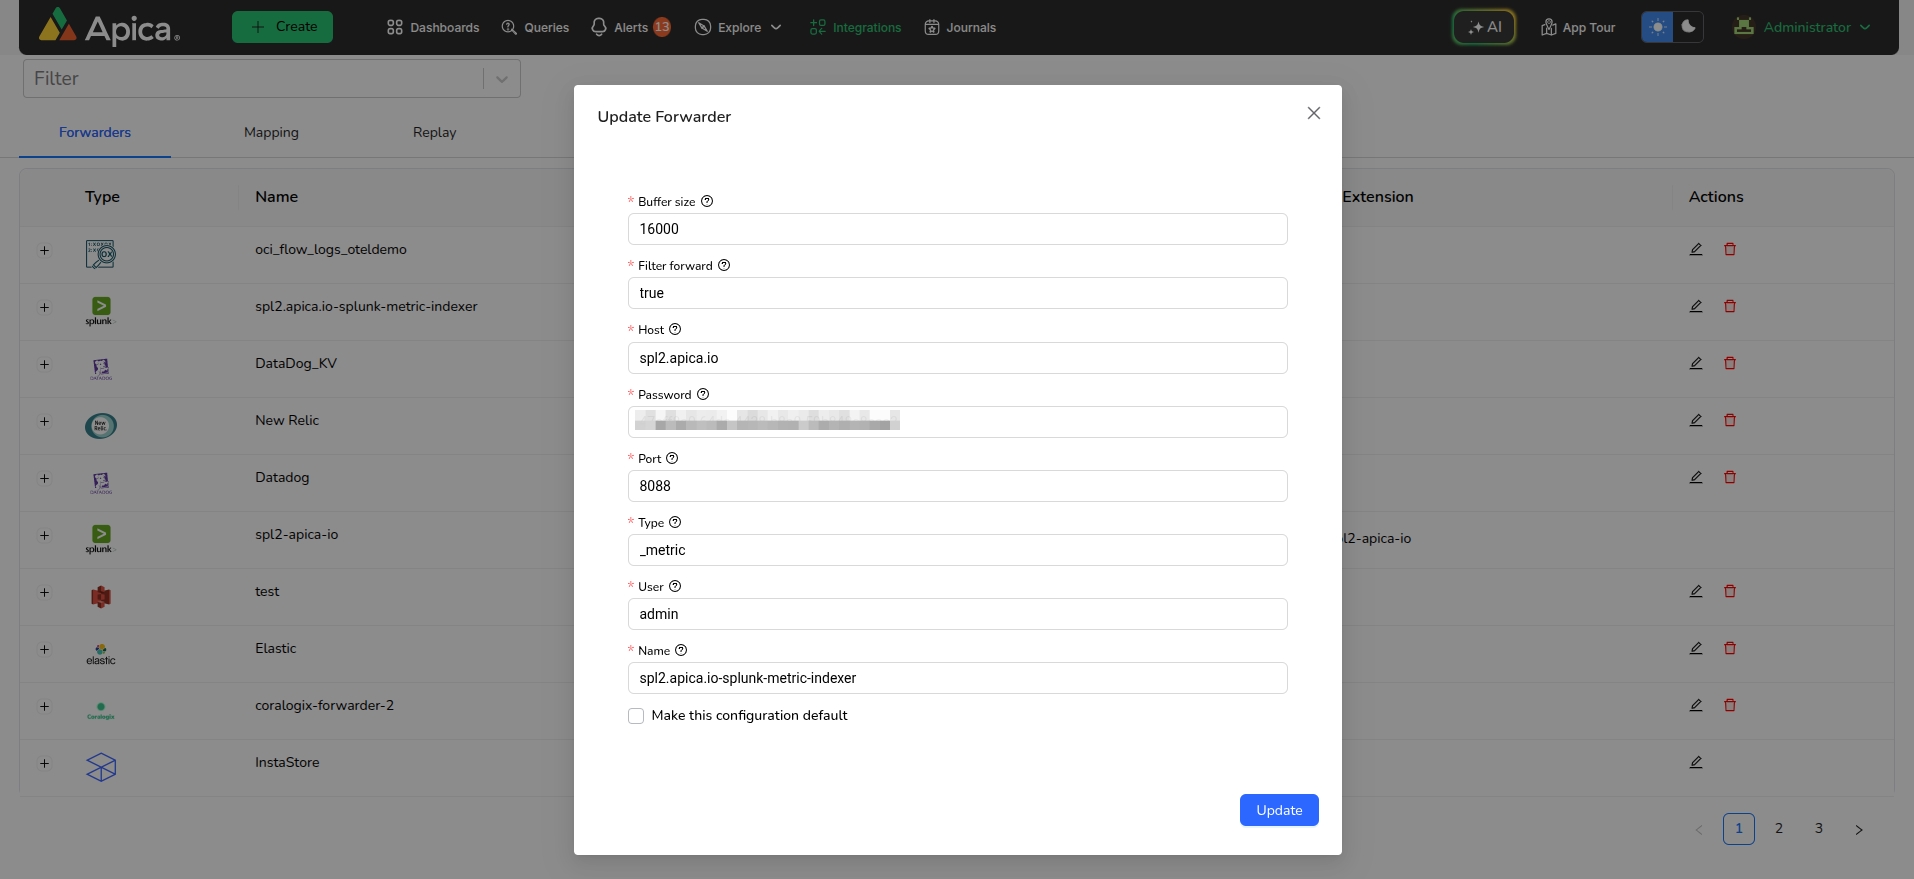 Apica.
+ Create
Dashboards
Queries
Alerts 13
Explore
Integrations
Journals
AI
App Tour
Administrator
Filter
Forwarders
Mapping
Replay
Type
Name
Extension
Actions
oci_flow_logs_oteldemo
splunk>
spl2.apica.io-splunk-metric-indexer
DATADOG
DataDog_KV
New Relic.
New Relic
DATADOG
Datadog
splunk>
spl2-apica-io
l2-apica-io
test
elastic
Elastic
Coralogix
coralogix-forwarder-2
InstaStore
1
2
3
Update Forwarder
* Buffer size
16000
* Filter forward
true
* Host
spl2.apica.io
* Password
* Port
8088
* Type
_metric
* User
admin
* Name
spl2.apica.io-splunk-metric-indexer
Make this configuration default
Update